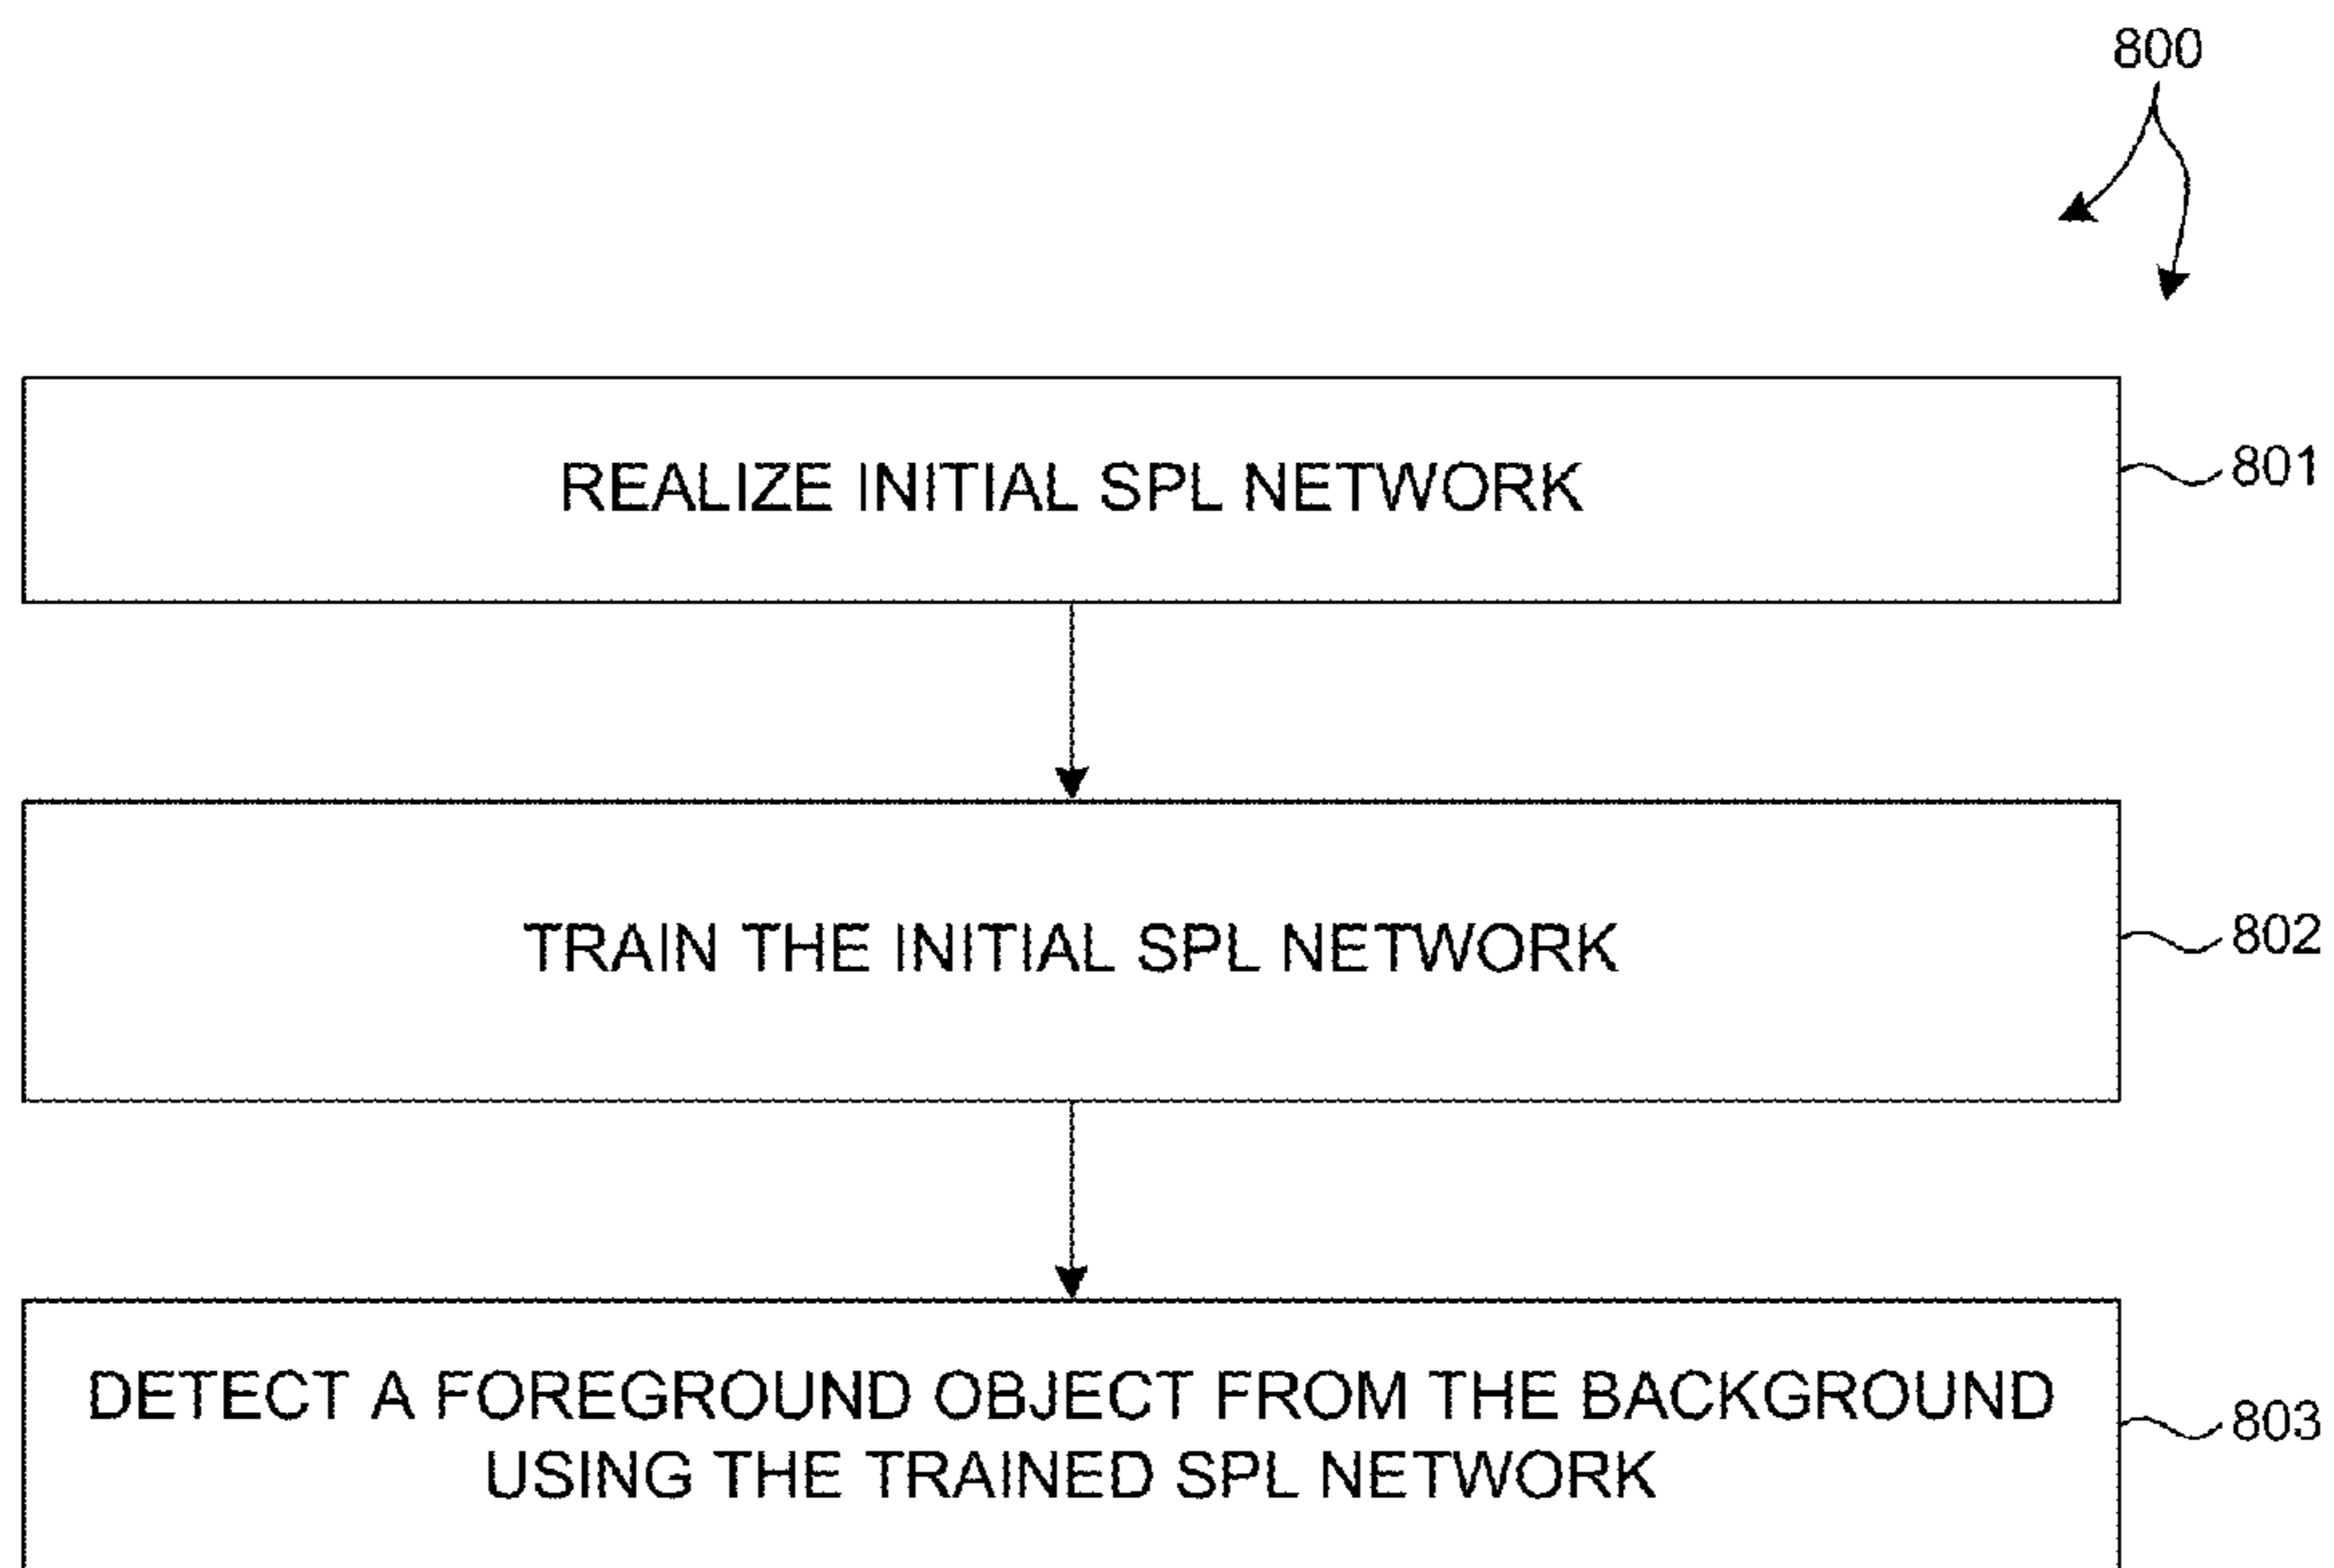 800
REALIZE INITIAL SPL NETWORK
801
TRAIN THE INITIAL SPL NETWORK
802
DETECT A FOREGROUND OBJECT FROM THE BACKGROUND
USING THE TRAINED SPL NETWORK
803